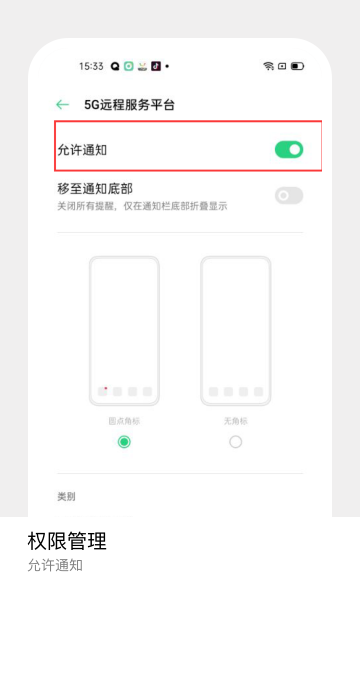 15:33
5G远程服务平台
允许通知
移至通知底部
关闭所有提醒，仅在通知栏底部折叠显示
圆点角标
无角标
类别
权限管理
允许通知